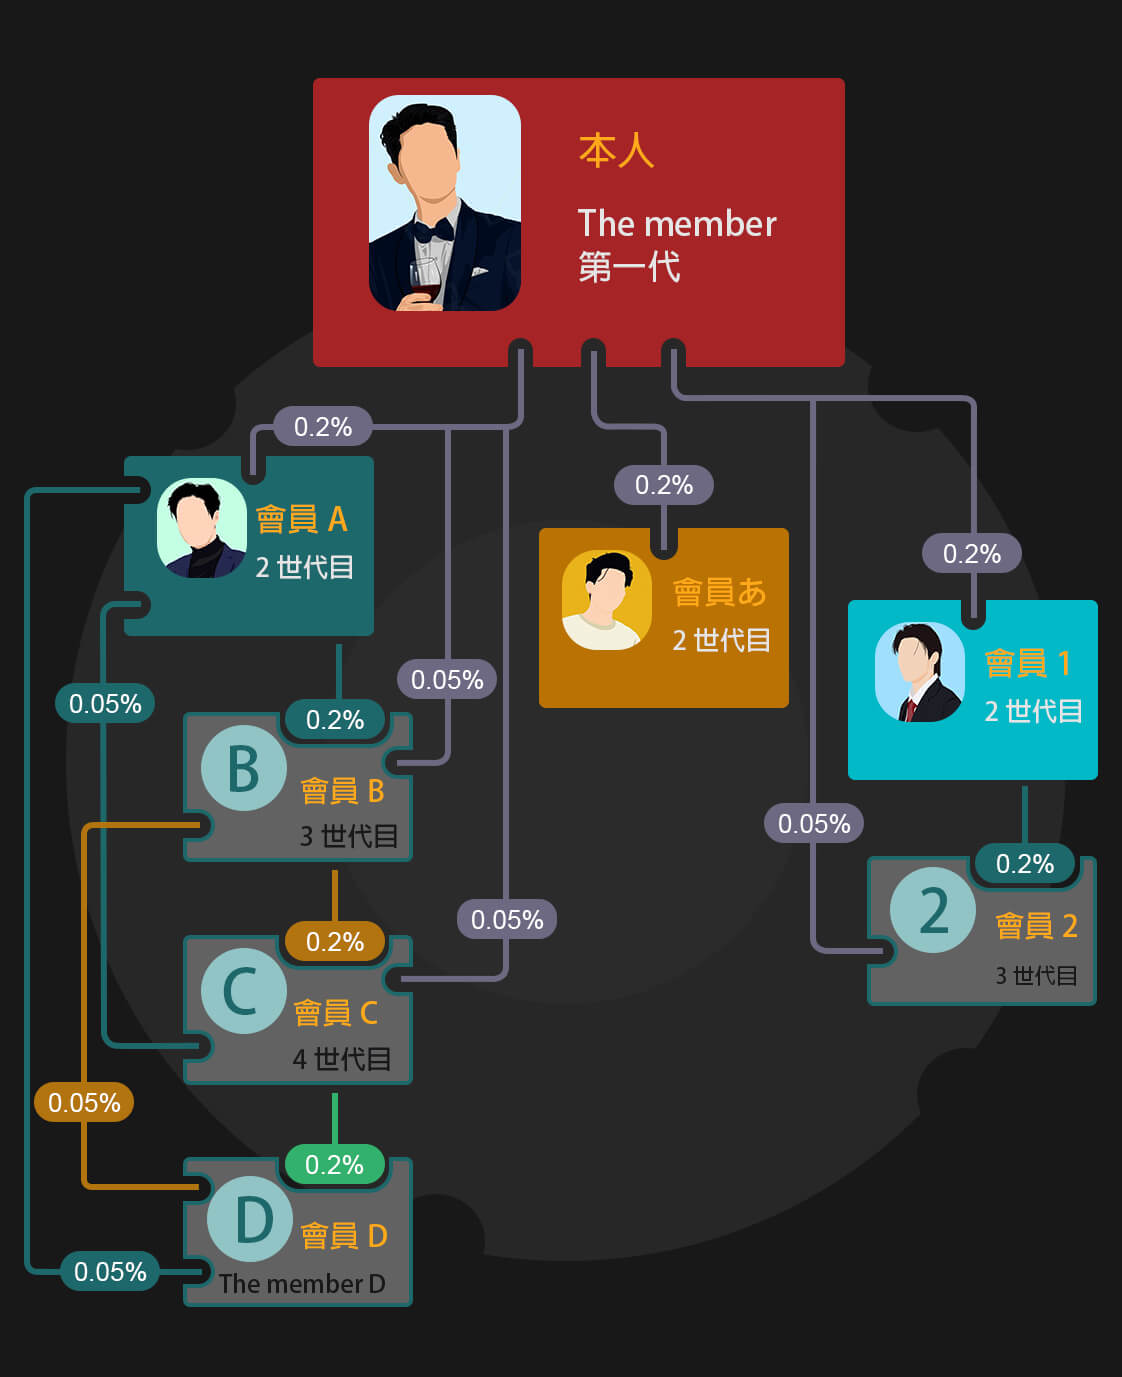 本人
The member
第一代
0.2%
會員 A
2 世代目
0.2%
會員あ
2 世代目
0.2%
會員 1
2 世代目
0.05%
0.05%
0.2%
B
會員 B
3 世代目
0.05%
0.2%
2
會員 2
3 世代目
0.05%
0.2%
C
會員 C
4 世代目
0.05%
0.2%
D
會員 D
The member D
0.05%